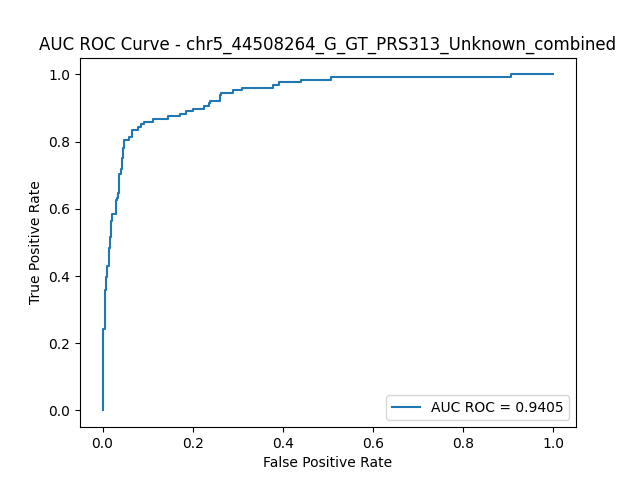 AUC ROC Curve - chr5_44508264_G_GT_PRS313_Unknown_combined
1.0
0.8
0.6
0.4
0.2
0.0
True Positive Rate
AUC ROC = 0.9405
0.0 0.2 0.4 0.6 0.8 1.0
False Positive Rate